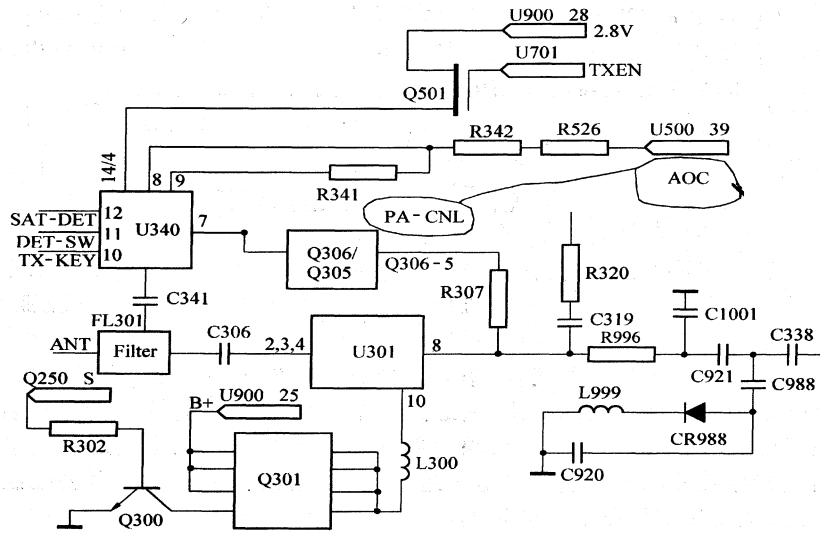 U900 28
2.8V
U701
TXEN
Q501
R342
R526
U500 39
14/4
8
9
R341
AOC
SAT-DET
12
DET-SW
11
TX-KEY
10
U340
7
PA-CNL
Q306/
Q305
Q306-5
R307
R320
C341
C319
C1001
FL301
ANT
Filter
C306
2,3,4
U301
8
R996
C338
C921
C988
Q250 S
B+
U900 25
10
L999
R302
CR988
Q301
L300
C920
Q300